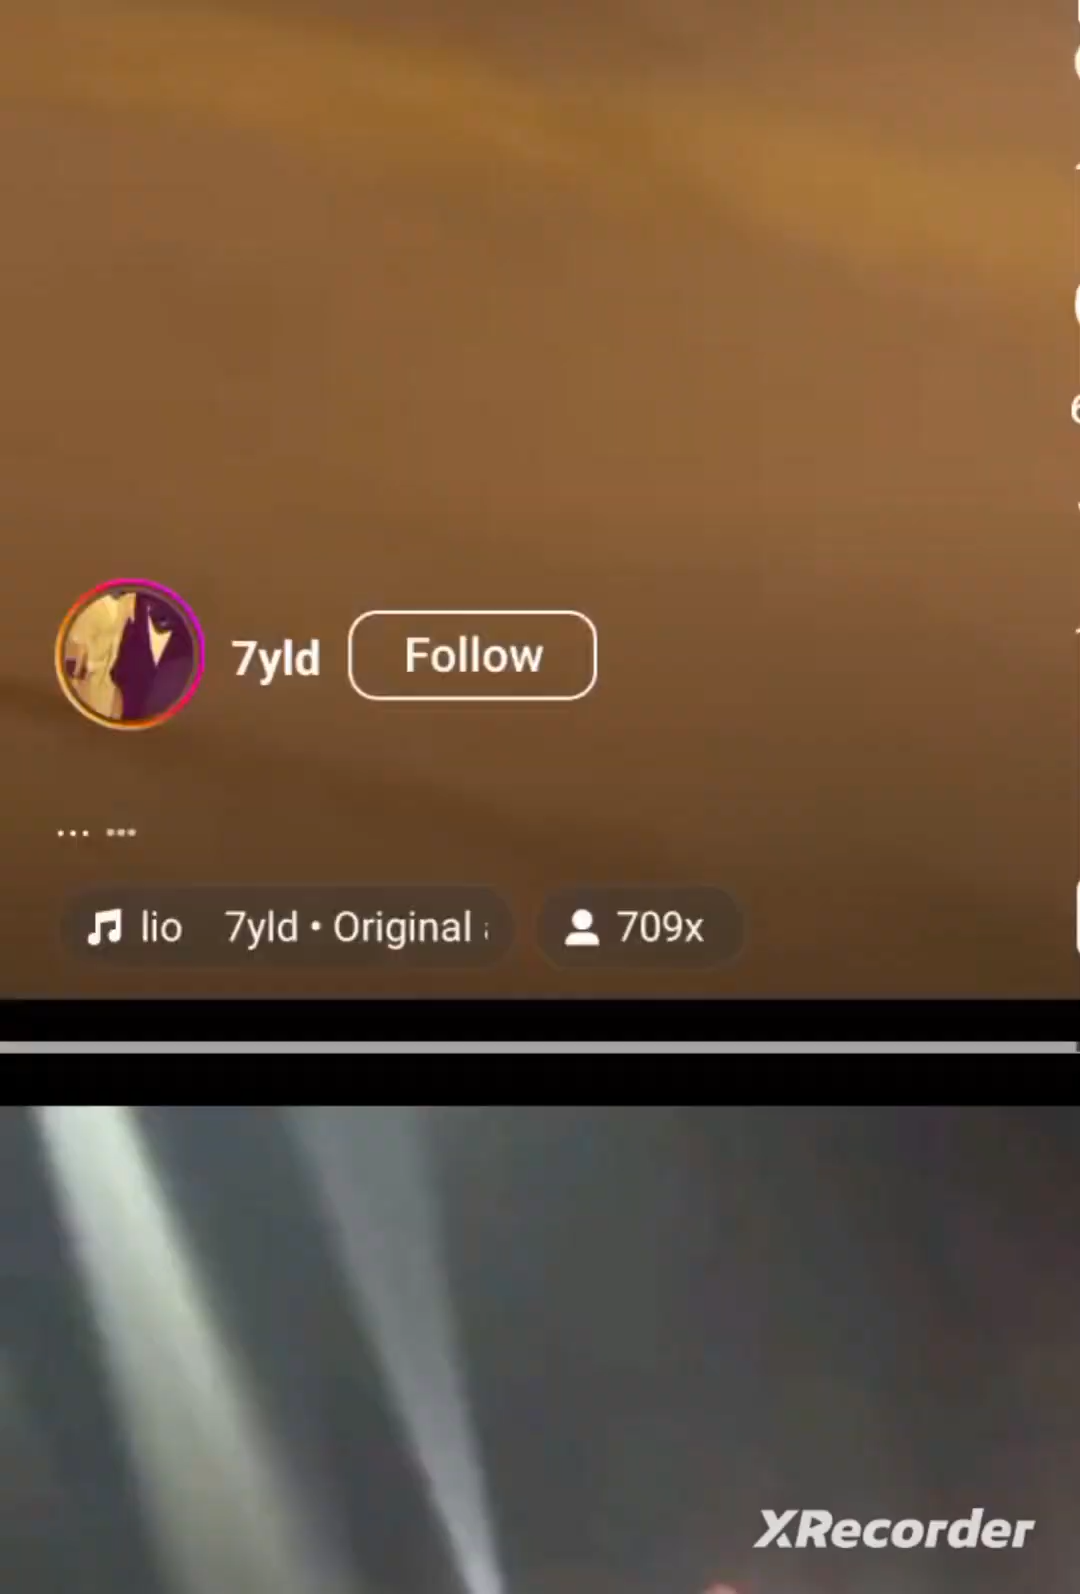 7yld Follow
... •••
lio 7yld • Original
709x
XRecorder